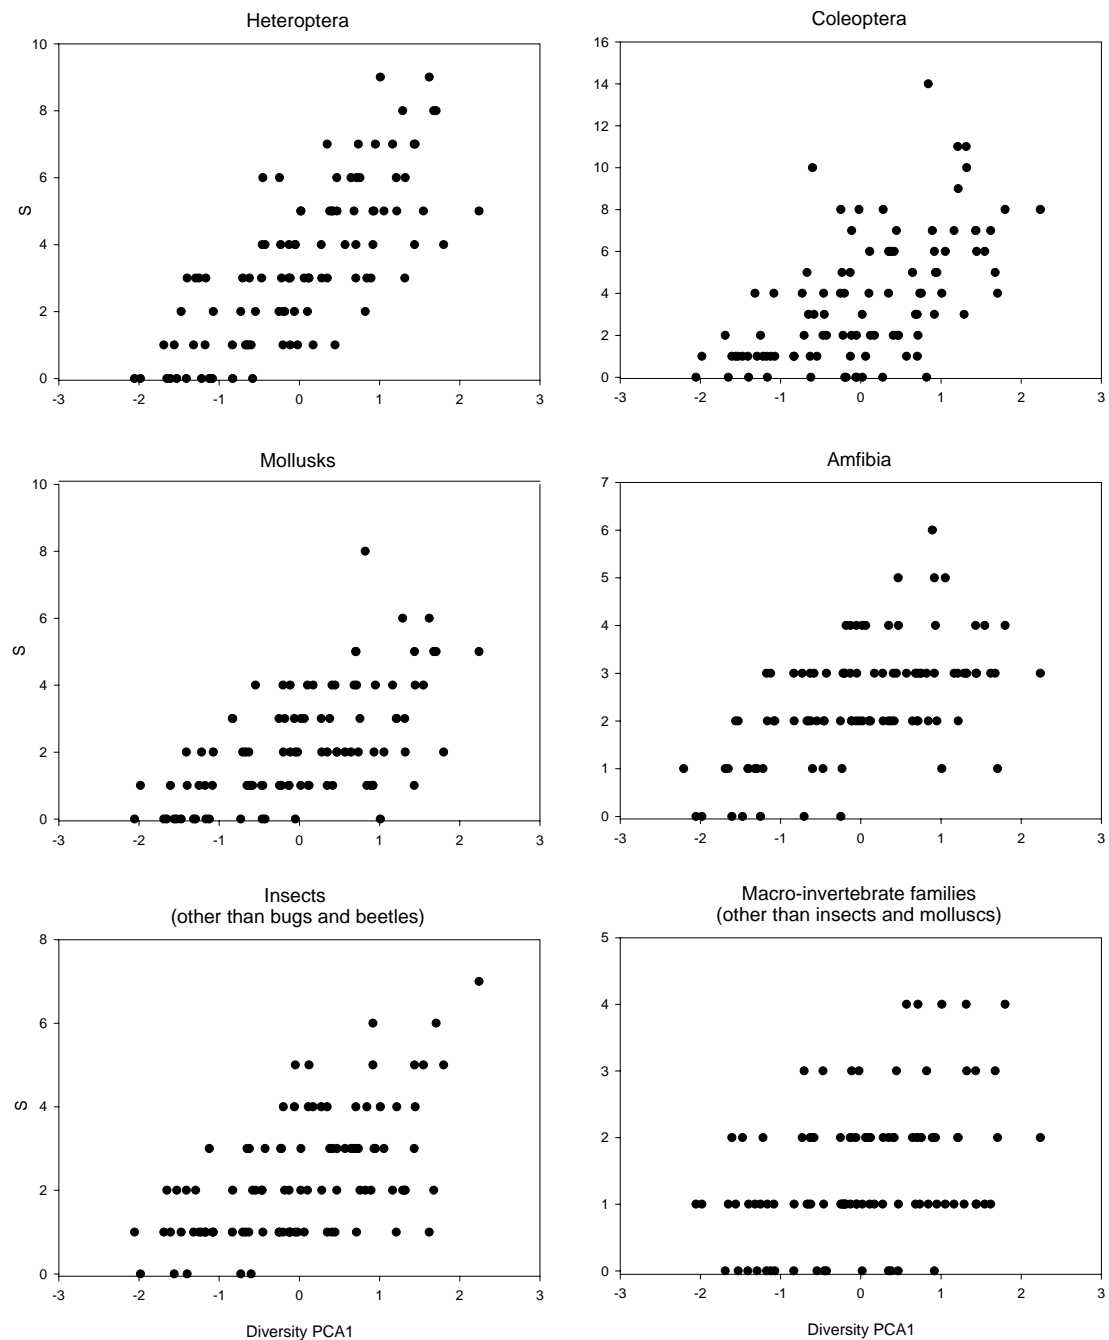 Heteroptera
Coleoptera
10
8
6
4
2
0
S
-3 -2 -1 0 1 2 3
16
14
12
10
8
6
4
2
0
-3 -2 -1 0 1 2 3
Mollusks
Amfibia
10
8
6
4
2
0
S
-3 -2 -1 0 1 2 3
7
6
5
4
3
2
1
0
-3 -2 -1 0 1 2 3
Insects
(other than bugs and beetles)
Macro-invertebrate families
(other than insects and molluscs)
8
6
4
2
0
S
-3 -2 -1 0 1 2 3
Diversity PCA1
5
4
3
2
1
0
-3 -2 -1 0 1 2 3
Diversity PCA1